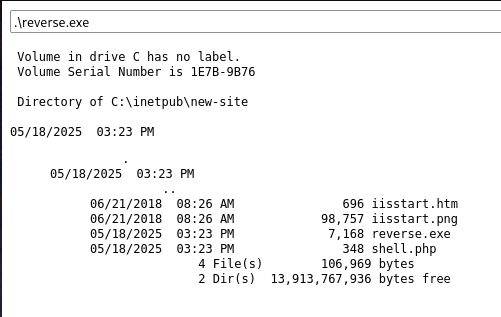 .\reverse.exe
Volume in drive C has no label.
Volume Serial Number is 1E7B-9B76
Directory of C:\inetpub\new-site
05/18/2025  03:23 PM
.
05/18/2025  03:23 PM
..
06/21/2018  08:26 AM               696 iisstart.htm
06/21/2018  08:26 AM            98,757 iisstart.png
05/18/2025  03:23 PM             7,168 reverse.exe
05/18/2025  03:23 PM               348 shell.php
4 File(s)        106,969 bytes
2 Dir(s)  13,913,767,936 bytes free